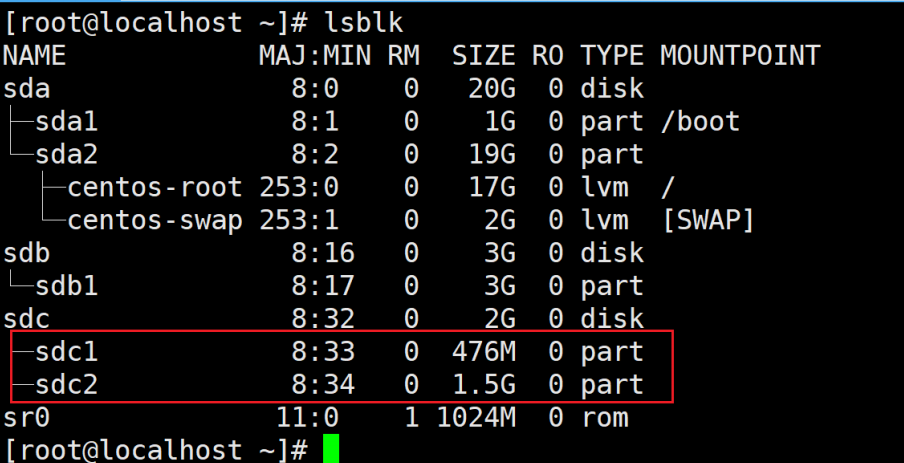 [root@localhost ~]# lsblk
NAME            MAJ:MIN RM  SIZE RO TYPE MOUNTPOINT
sda               8:0    0   20G  0 disk
├─sda1            8:1    0    1G  0 part /boot
└─sda2            8:2    0   19G  0 part
  ├─centos-root 253:0    0   17G  0 lvm  /
  └─centos-swap 253:1    0    2G  0 lvm  [SWAP]
sdb               8:16   0    3G  0 disk
└─sdb1            8:17   0    3G  0 part
sdc               8:32   0    2G  0 disk
├─sdc1            8:33   0  476M  0 part
├─sdc2            8:34   0  1.5G  0 part
sr0              11:0    1 1024M  0 rom
[root@localhost ~]#